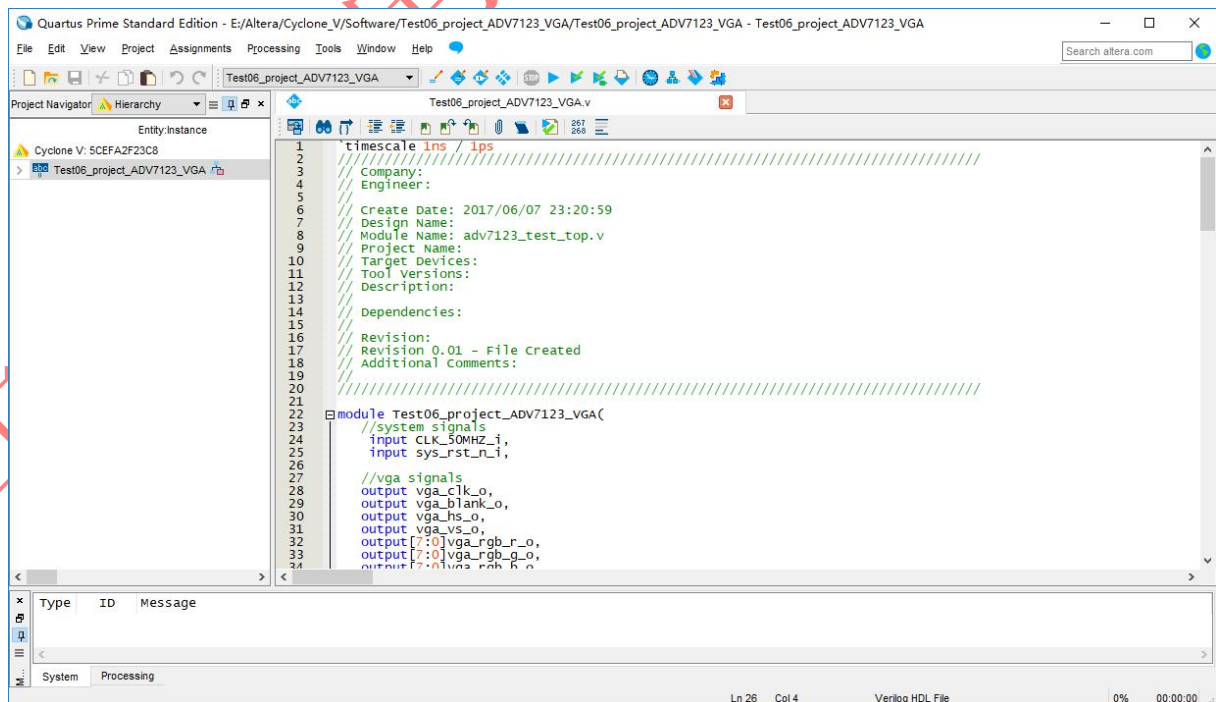 Quartus Prime Standard Edition - E:/Altera/Cyclone_V/Software/Test06_project_ADV7123_VGA/Test06_project_ADV7123_VGA - Test06_project_ADV7123_VGA
File Edit View Project Assignments Processing Tools Window Help
Search altera.com
Test06_project_ADV7123_VGA
Project Navigator Hierarchy
Test06_project_ADV7123_VGA.v
Entity:Instance
267
268
Cyclone V: 5CEFA2F23C8
Test06_project_ADV7123_VGA
1 `timescale 1ns / 1ps
2 //////////////////////////////////////////////////////////////////////////////////
3 // Company:
4 // Engineer:
5 //
6 // Create Date: 2017/06/07 23:20:59
7 // Design Name:
8 // Module Name: adv7123_test_top.v
9 // Project Name:
10 // Target Devices:
11 // Tool Versions:
12 // Description:
13 //
14 // Dependencies:
15 //
16 // Revision:
17 // Revision 0.01 - File Created
18 // Additional Comments:
19 //
20 //////////////////////////////////////////////////////////////////////////////////
21
22 module Test06_project_ADV7123_VGA(
23 //system signals
24 input CLK_50MHZ_i,
25 input sys_rst_n_i,
26
27 //vga signals
28 output vga_clk_o,
29 output vga_blank_o,
30 output vga_hs_o,
31 output vga_vs_o,
32 output[7:0]vga_rgb_r_o,
33 output[7:0]vga_rgb_g_o,
34 output[7:0]vga_rgb_b_o
Type ID Message
System Processing
Ln 26 Col 4 Verilog HDL File 0% 00:00:00